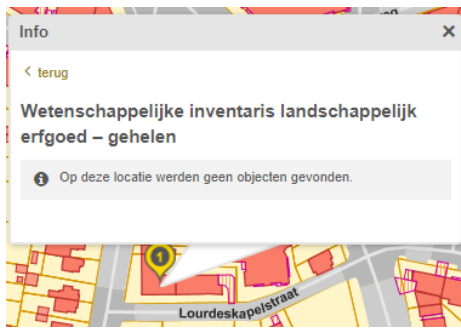 Info
terug
Wetenschappelijke inventaris landschappelijk
erfgoed – gehelen
Op deze locatie werden geen objecten gevonden.
1
Lourdeskapelstraat